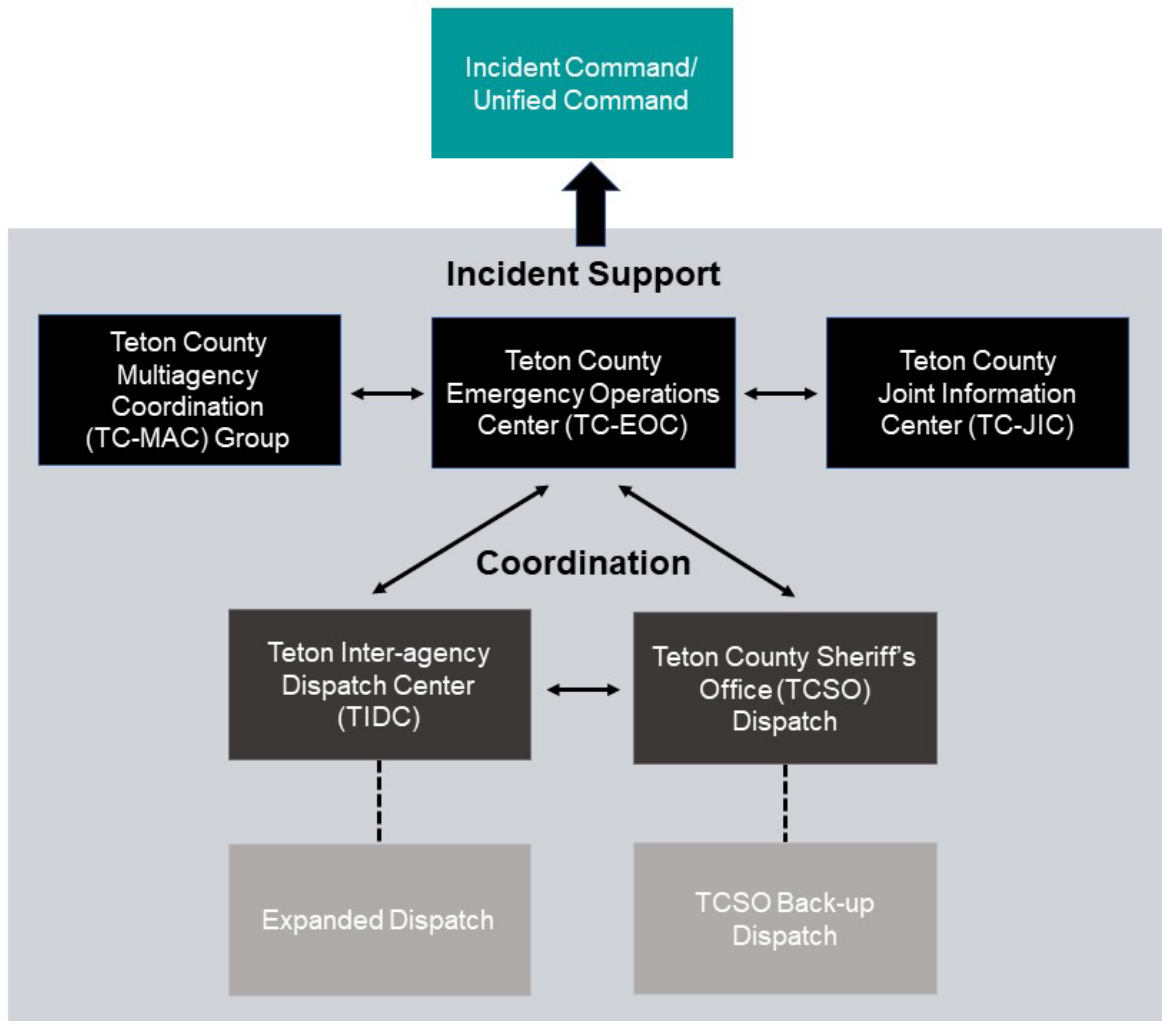 Incident Command/
Unified Command
Incident Support
Teton County
Multiagency
Coordination
(TC-MAC) Group
Teton County
Emergency Operations
Center (TC-EOC)
Teton County
Joint Information
Center (TC-JIC)
Coordination
Teton Inter-agency
Dispatch Center
(TIDC)
Teton County Sheriff’s
Office (TCSO)
Dispatch
Expanded Dispatch
TCSO Back-up
Dispatch